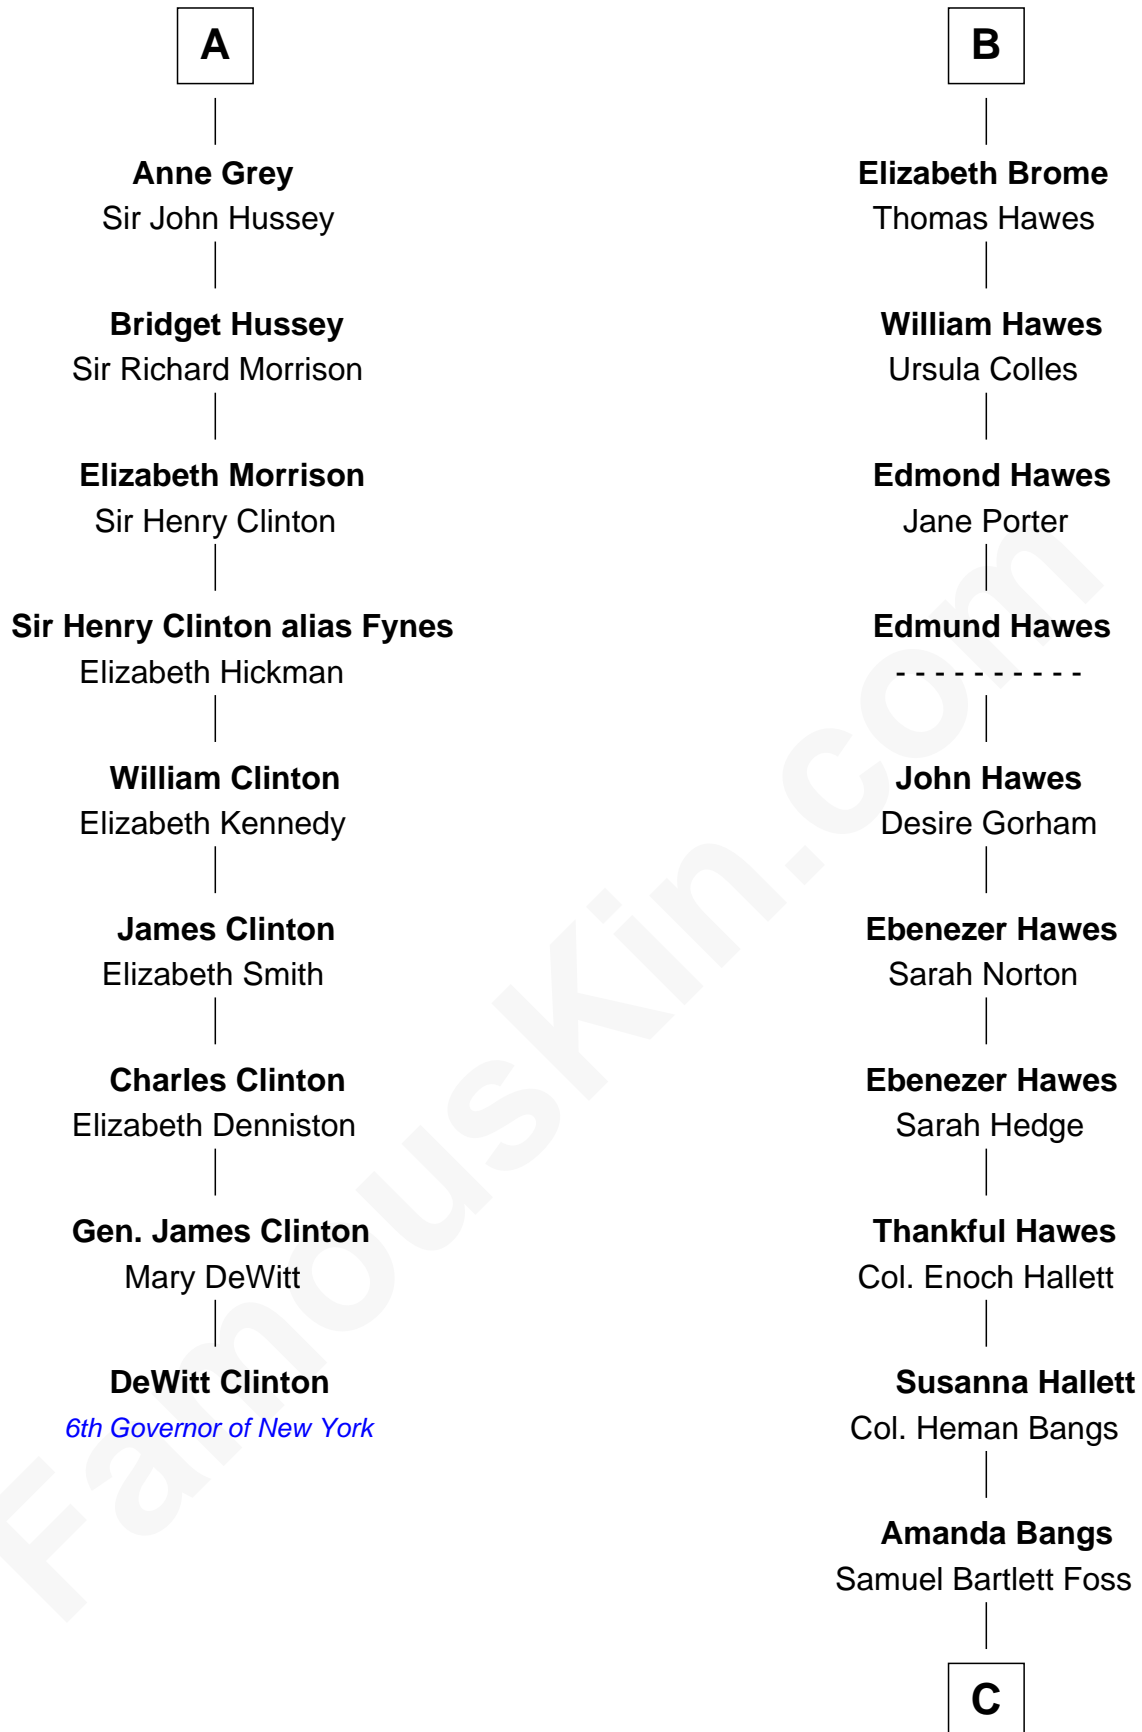 A
Anne Grey
Sir John Hussey
Bridget Hussey
Sir Richard Morrison
Elizabeth Morrison
Sir Henry Clinton
Sir Henry Clinton alias Fynes
Elizabeth Hickman
William Clinton
Elizabeth Kennedy
James Clinton
Elizabeth Smith
Charles Clinton
Elizabeth Denniston
Gen. James Clinton
Mary DeWitt
DeWitt Clinton
6th Governor of New York
B
Elizabeth Brome
Thomas Hawes
William Hawes
Ursula Colles
Edmond Hawes
Jane Porter
Edmund Hawes
- - - - - - - - - -
John Hawes
Desire Gorham
Ebenezer Hawes
Sarah Norton
Ebenezer Hawes
Sarah Hedge
Thankful Hawes
Col. Enoch Hallett
Susanna Hallett
Col. Heman Bangs
Amanda Bangs
Samuel Bartlett Foss
C
FamousKin.com